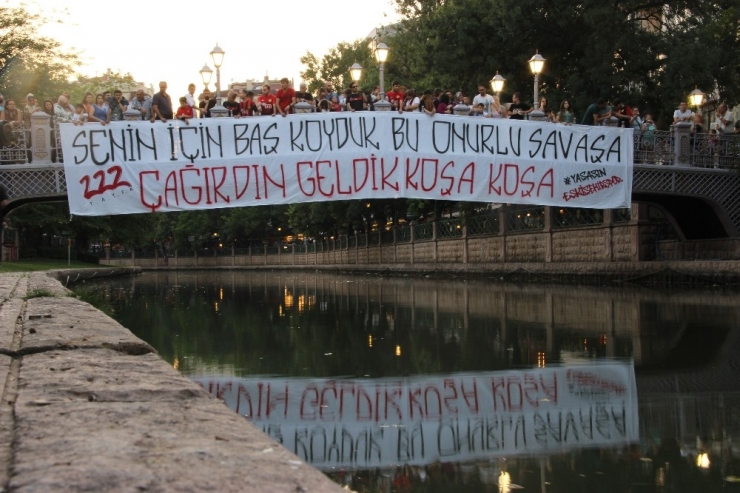 SENİN İÇİN BAŞ KOYDUK BU ONURLU SAVAŞA
222 ÇAĞIRDIN GELDİK KOŞA KOŞA
#YAŞASIN
ESKİŞEHİRSPOR